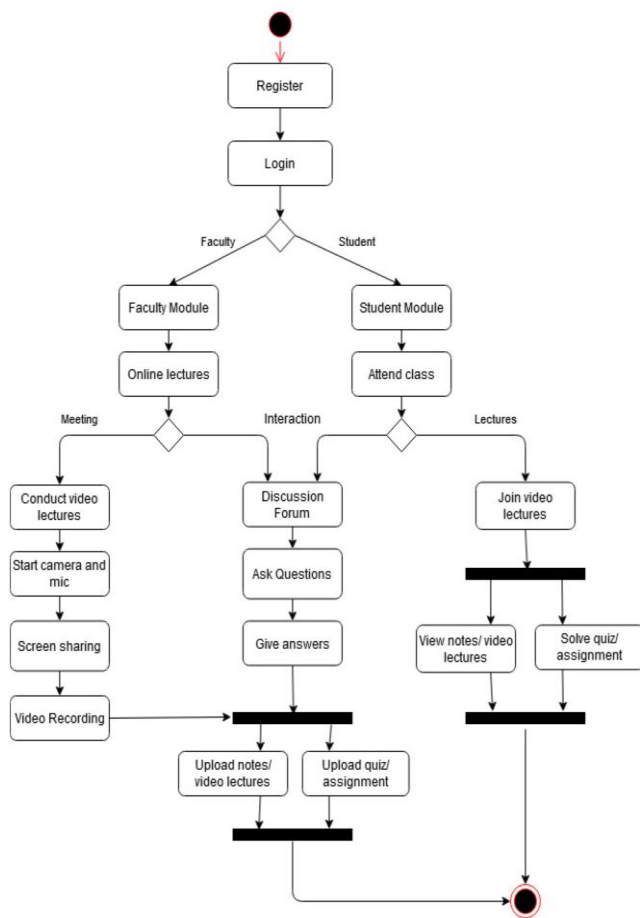 Register
Login
Faculty
Student
Faculty Module
Student Module
Online lectures
Attend class
Meeting
Interaction
Lectures
Conduct video
lectures
Discussion
Forum
Join video
lectures
Start camera and
mic
Ask Questions
Screen sharing
Give answers
View notes/ video
lectures
Solve quiz/
assignment
Video Recording
Upload notes/
video lectures
Upload quiz/
assignment